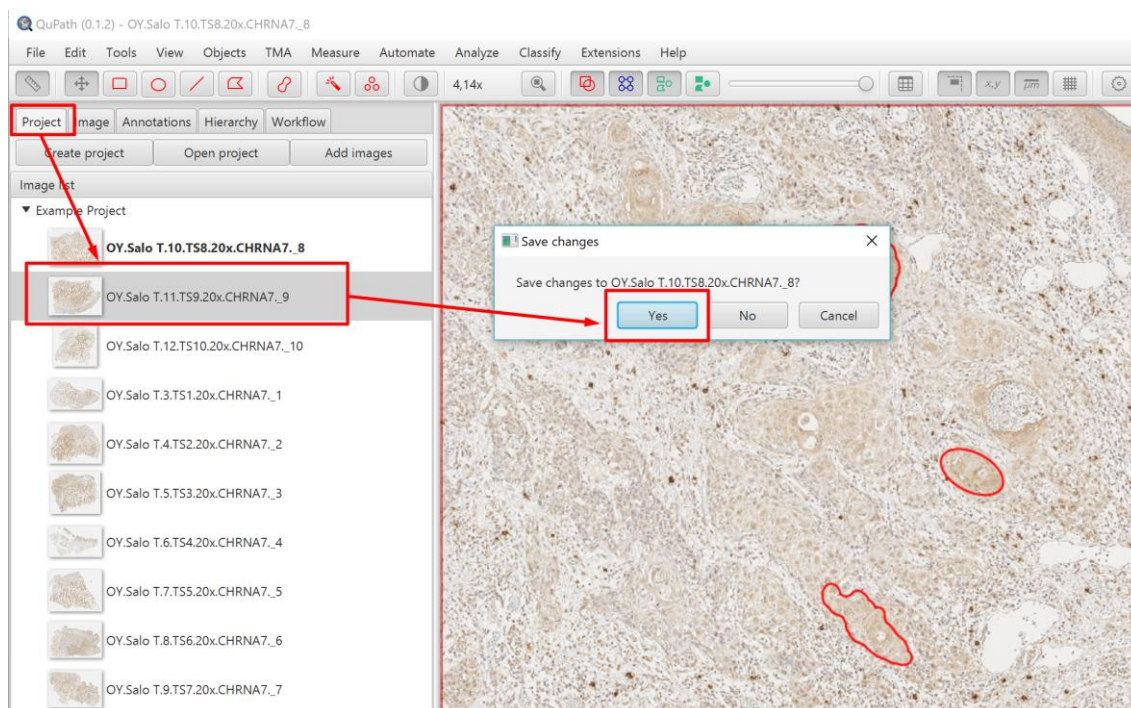 QuPath (0.1.2) - OY.Salo T.10.TS8.20x.CHRNA7._8
File Edit Tools View Objects TMA Measure Automate Analyze Classify Extensions Help
4,14x x,y µm
Project Image Annotations Hierarchy Workflow
Create project Open project Add images
Image list
Example Project
OY.Salo T.10.TS8.20x.CHRNA7._8
OY.Salo T.11.TS9.20x.CHRNA7._9
OY.Salo T.12.TS10.20x.CHRNA7._10
OY.Salo T.3.TS1.20x.CHRNA7._1
OY.Salo T.4.TS2.20x.CHRNA7._2
OY.Salo T.5.TS3.20x.CHRNA7._3
OY.Salo T.6.TS4.20x.CHRNA7._4
OY.Salo T.7.TS5.20x.CHRNA7._5
OY.Salo T.8.TS6.20x.CHRNA7._6
OY.Salo T.9.TS7.20x.CHRNA7._7
Save changes
Save changes to OY.Salo T.10.TS8.20x.CHRNA7._8?
Yes No Cancel